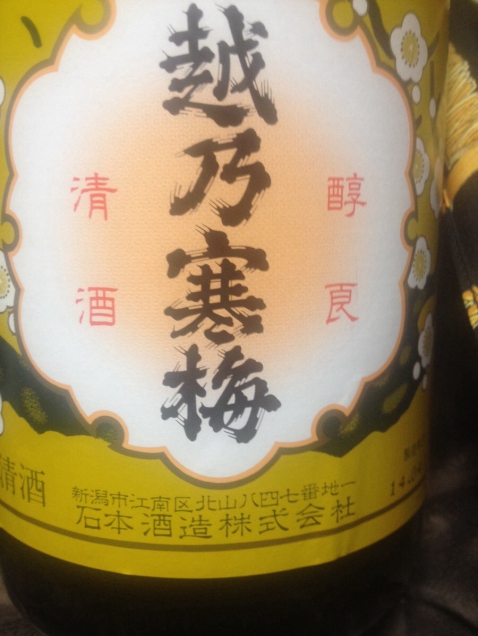 越乃寒梅
醇良
清酒
清酒
新潟市江南区北山八四七番地一
石本酒造株式会社